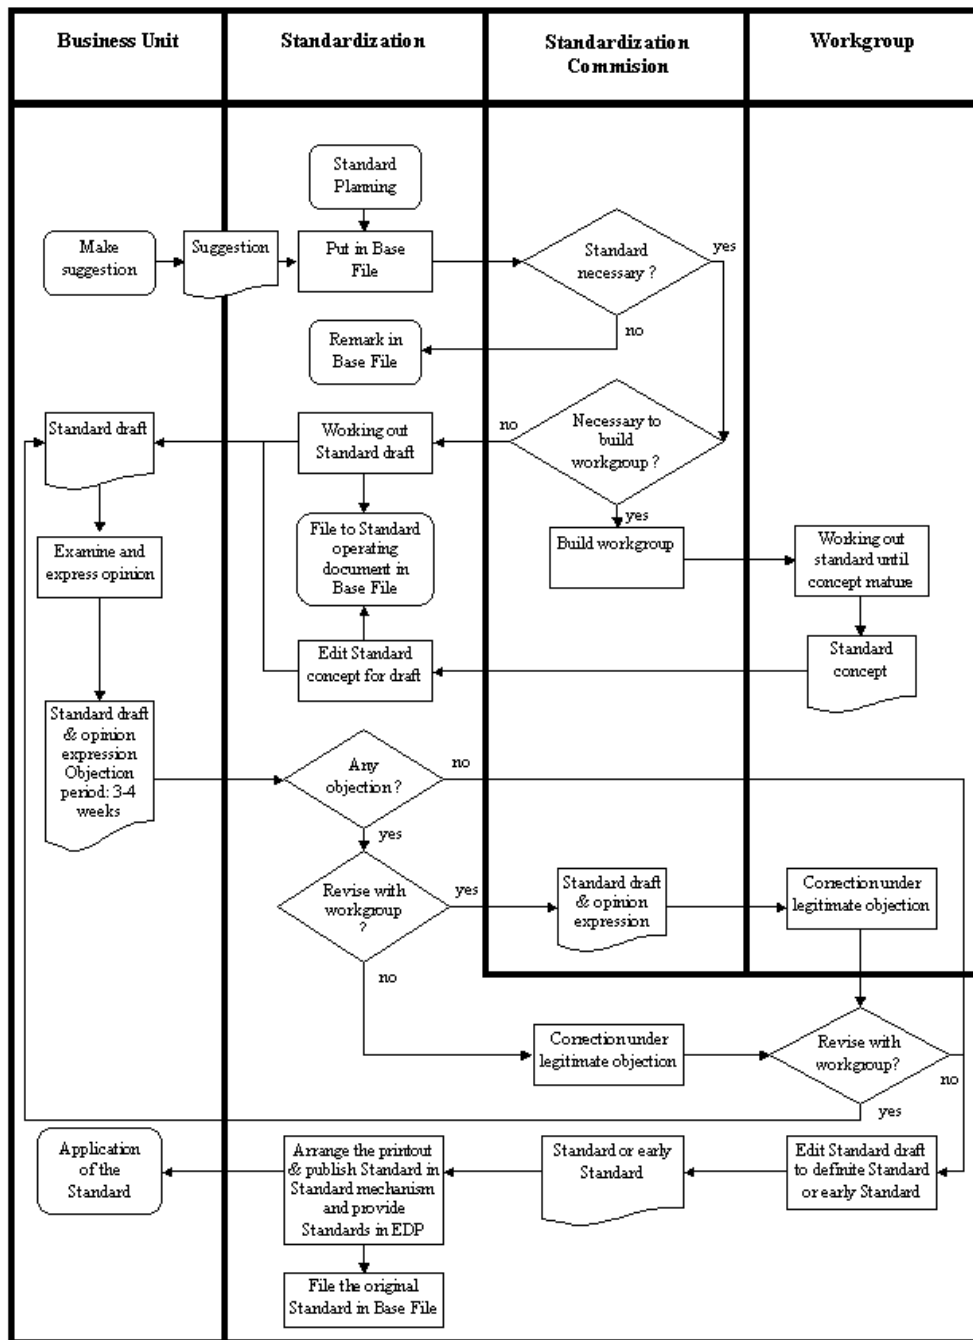 Business Unit
Standardization
Standardization
Commision
Workgroup
Standard
Planning
Make
suggestion
Suggestion
Put in Base
File
Standard
necessary ?
yes
no
Remark in
Base File
Standard draft
Working out
Standard draft
no
Necessary to
build
workgroup ?
yes
Examine and
express opinion
File to Standard
operating
document in
Base File
Build workgroup
Working out
standard until
concept mature
Edit Standard
concept for draft
Standard
concept
Standard draft
& opinion
expression
Objection
period: 3-4
weeks
Any
objection ?
no
yes
Revise with
workgroup
?
yes
Standard draft
& opinion
expression
Correction under
legitimate objection
no
Correction under
legitimate objection
Revise with
workgroup?
no
yes
Application
of the
Standard
Arrange the printout
& publish Standard in
Standard mechanism
and provide
Standards in EDP
Standard or early
Standard
Edit Standard draft
to definite Standard
or early Standard
File the original
Standard in Base File